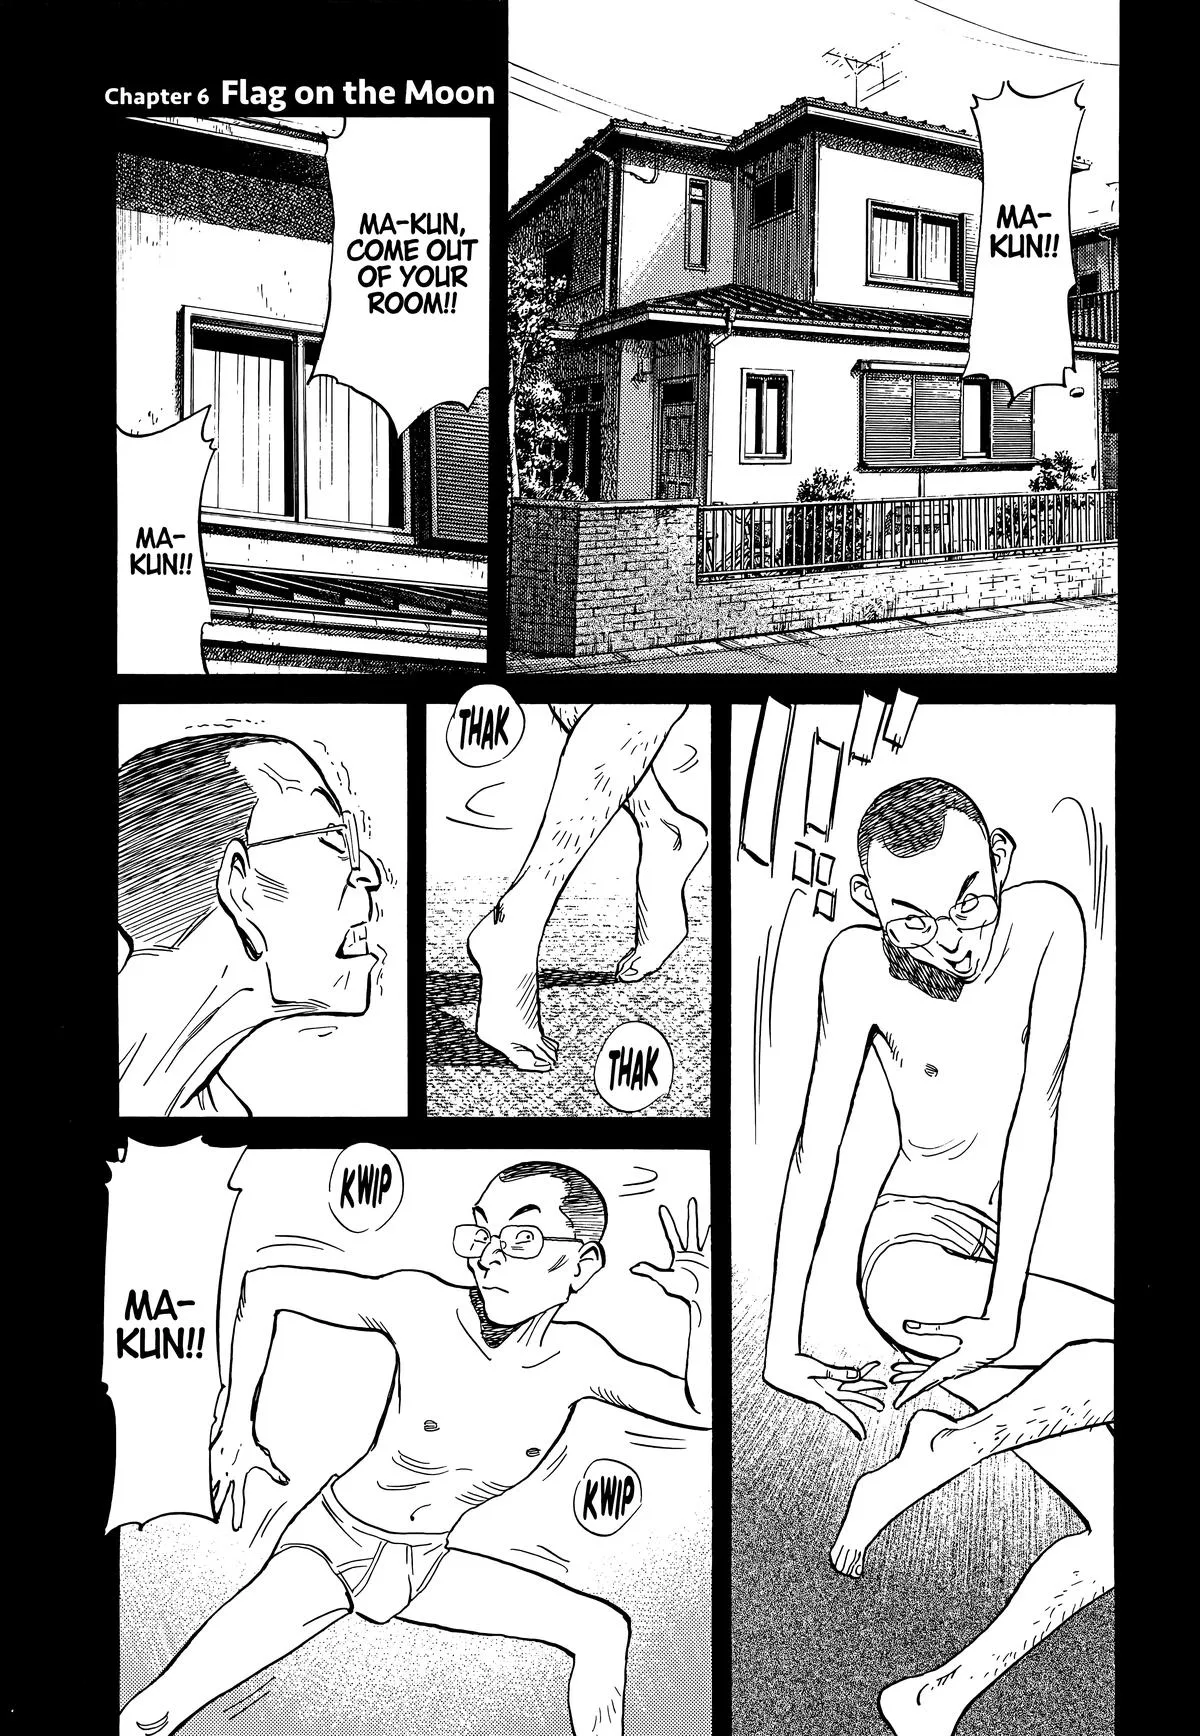 Chapter 6 Flag on the Moon
MA-
KUN!!
MA-KUN,
COME OUT
OF YOUR
ROOM!!
MA-
KUN!!
THAK
THAK
KWIP
MA-
KUN!!
KWIP